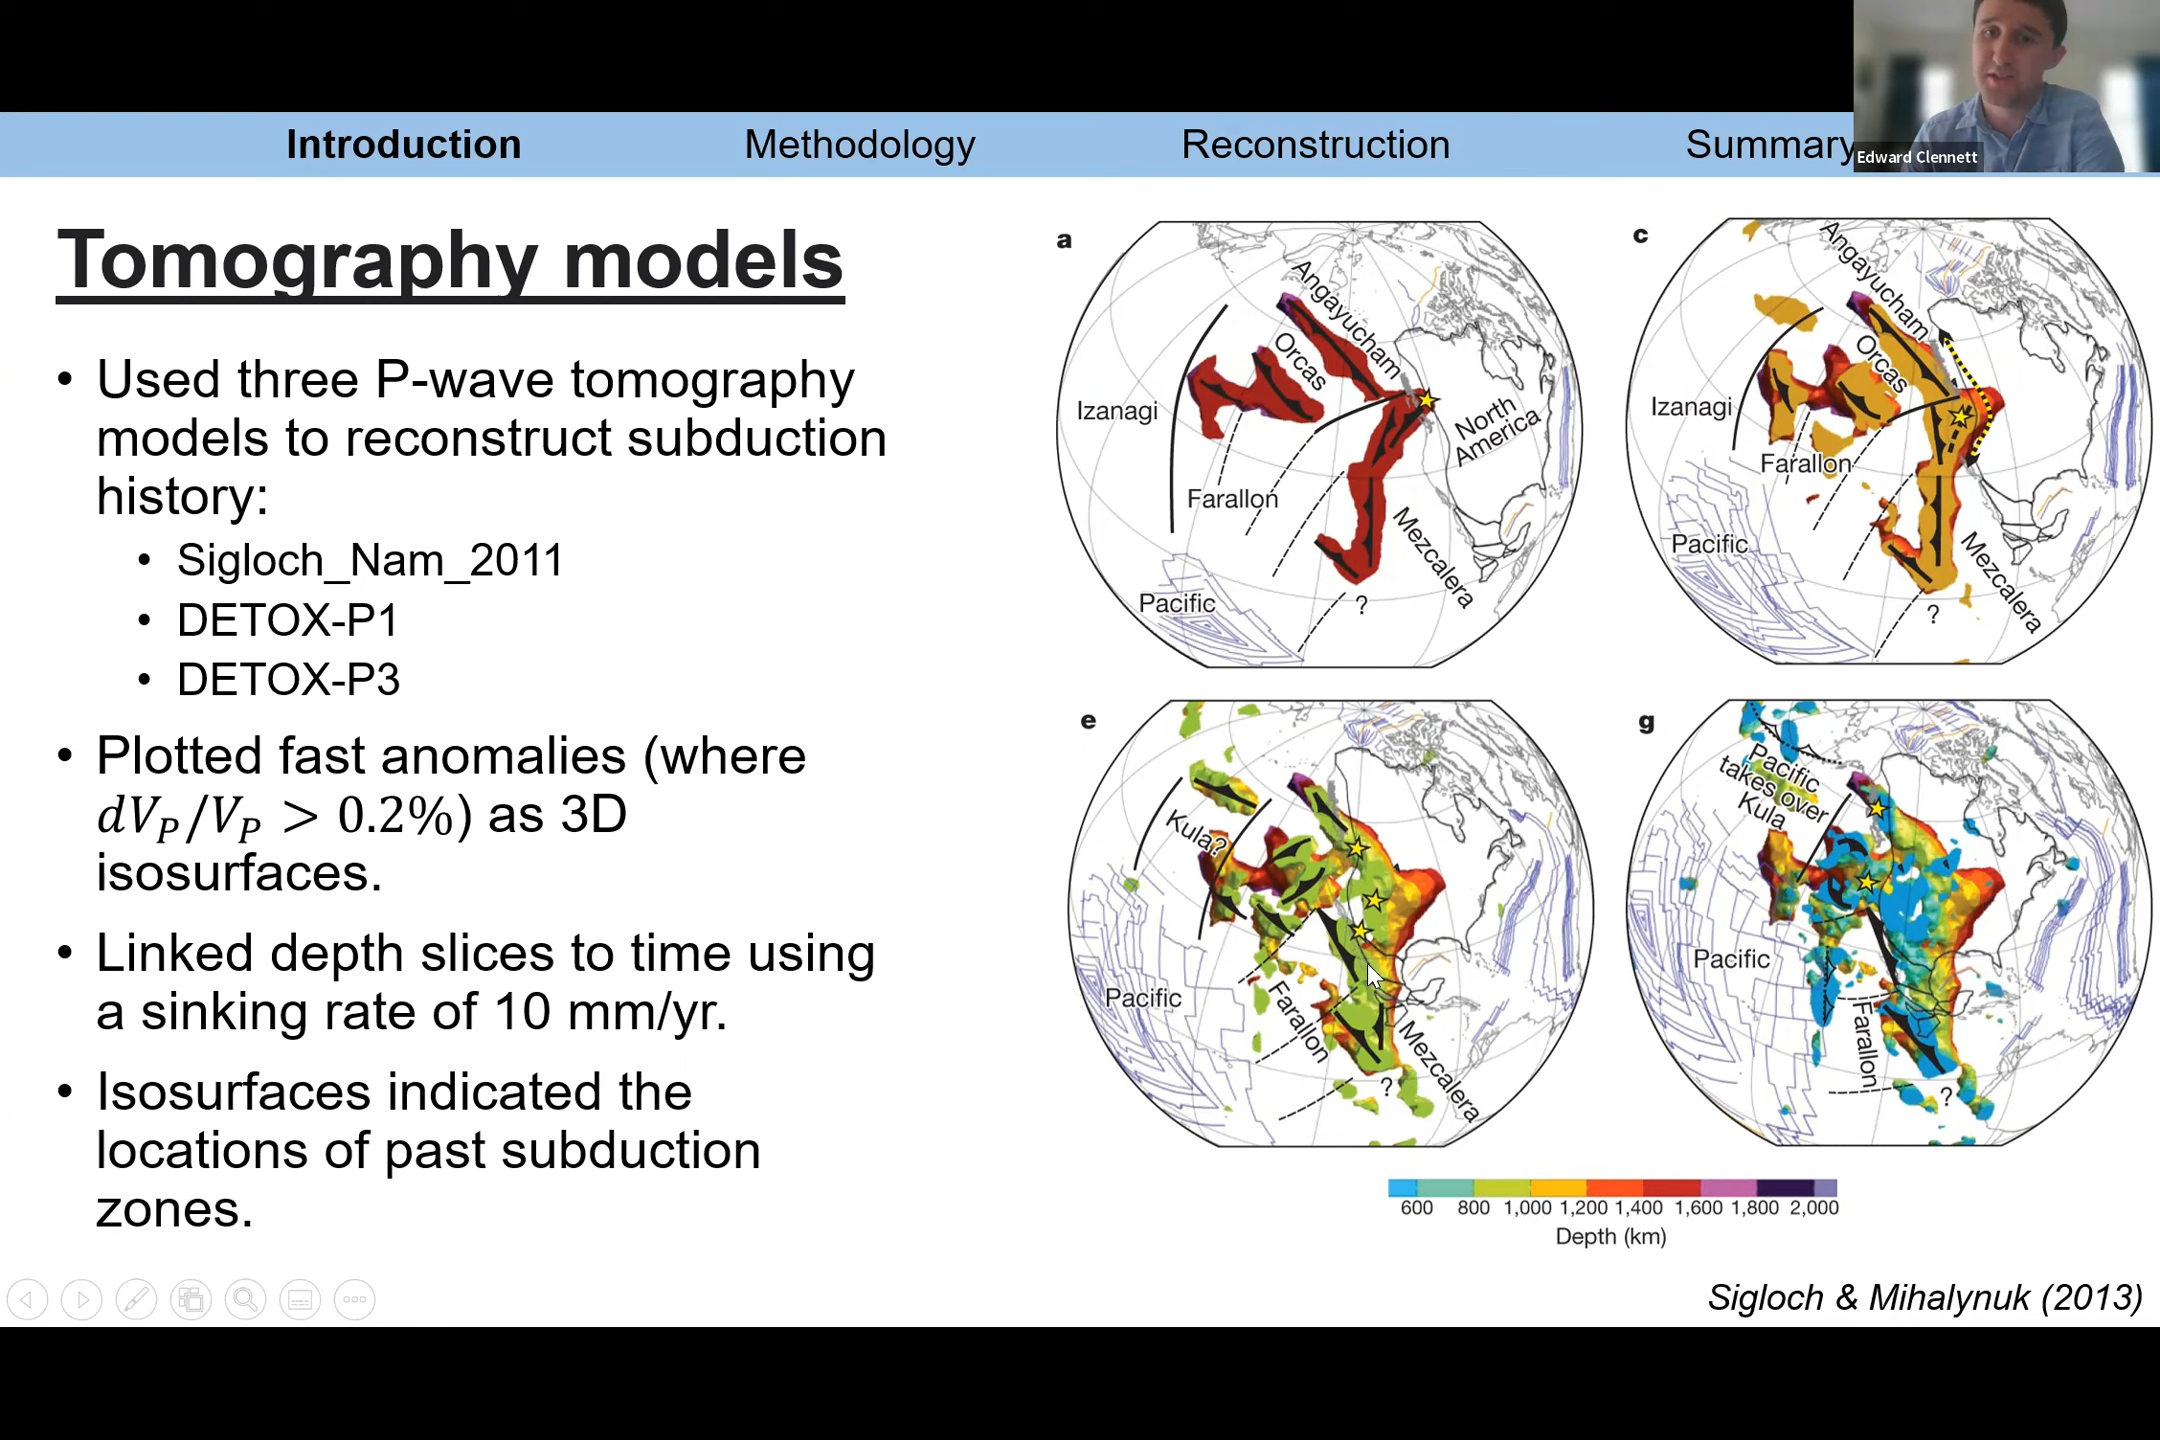 Introduction
Methodology
Reconstruction
Summary
Edward Clennett
Tomography models
• Used three P-wave tomography
models to reconstruct subduction
history:
• Sigloch_Nam_2011
• DETOX-P1
• DETOX-P3
• Plotted fast anomalies (where
dV_P/V_P > 0.2%) as 3D
isosurfaces.
• Linked depth slices to time using
a sinking rate of 10 mm/yr.
• Isosurfaces indicated the
locations of past subduction
zones.
a
Angayucham
Orcas
Izanagi
North
America
Farallon
Mezcalera
Pacific
?
c
Angayucham
Orcas
Izanagi
Farallon
Pacific
Mezcalera
?
e
Kula?
Pacific
Farallon
Mezcalera
?
g
Pacific
takes over
Kula
Pacific
Farallon
?
600 800 1,000 1,200 1,400 1,600 1,800 2,000
Depth (km)
Sigloch & Mihalynuk (2013)